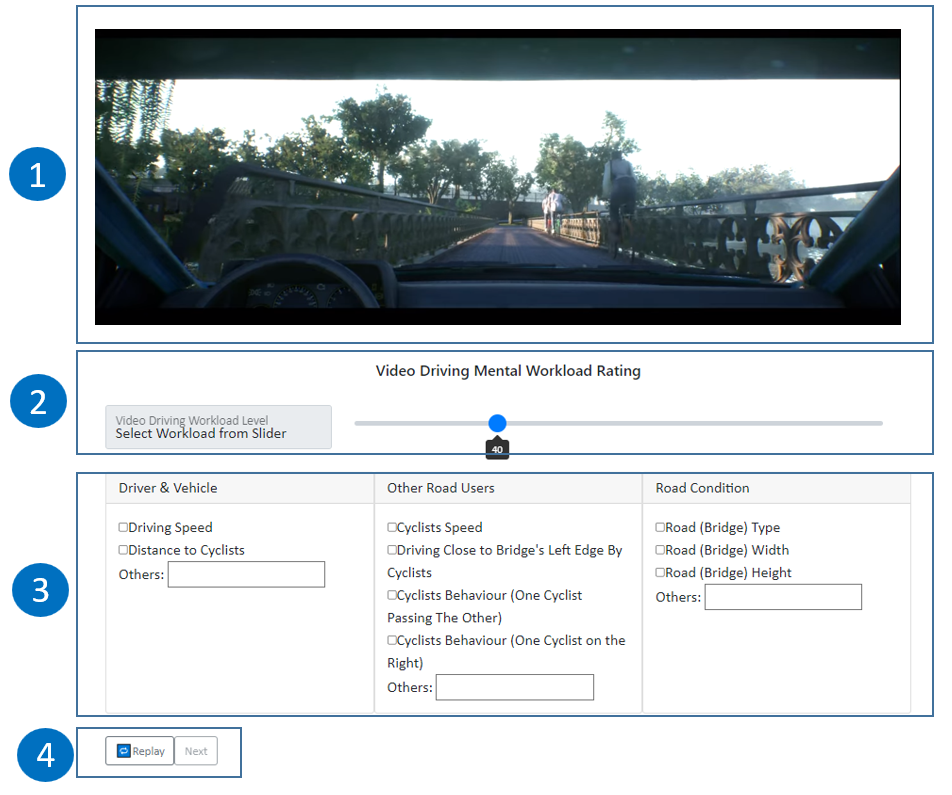 1
2
Video Driving Mental Workload Rating
Video Driving Workload Level
Select Workload from Slider
40
3
Driver & Vehicle
Driving Speed
Distance to Cyclists
Others:
Other Road Users
Cyclists Speed
Driving Close to Bridge's Left Edge By
Cyclists
Cyclists Behaviour (One Cyclist
Passing The Other)
Cyclists Behaviour (One Cyclist on the
Right)
Others:
Road Condition
Road (Bridge) Type
Road (Bridge) Width
Road (Bridge) Height
Others:
4
Replay
Next